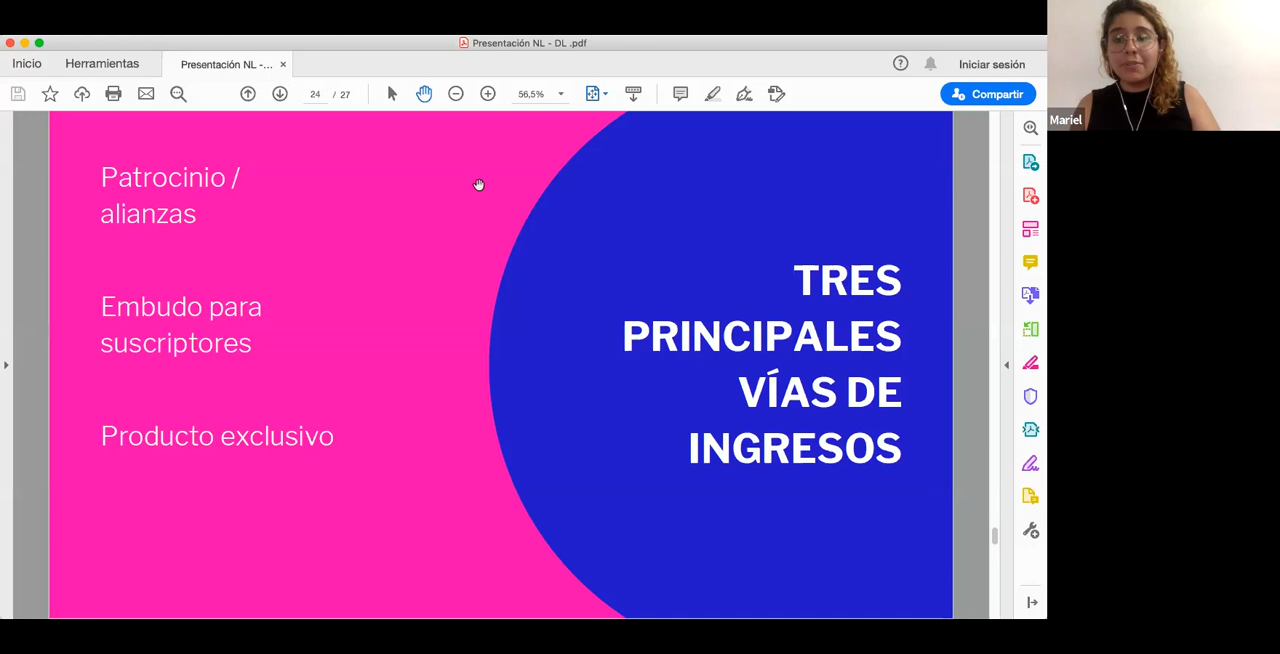 Presentación NL - DL .pdf
Inicio
Herramientas
Presentación NL -... ×
Iniciar sesión
24 / 27
56,5%
Compartir
Mariel
Patrocinio /
alianzas
Embudo para
suscriptores
Producto exclusivo
TRES
PRINCIPALES
VÍAS DE
INGRESOS